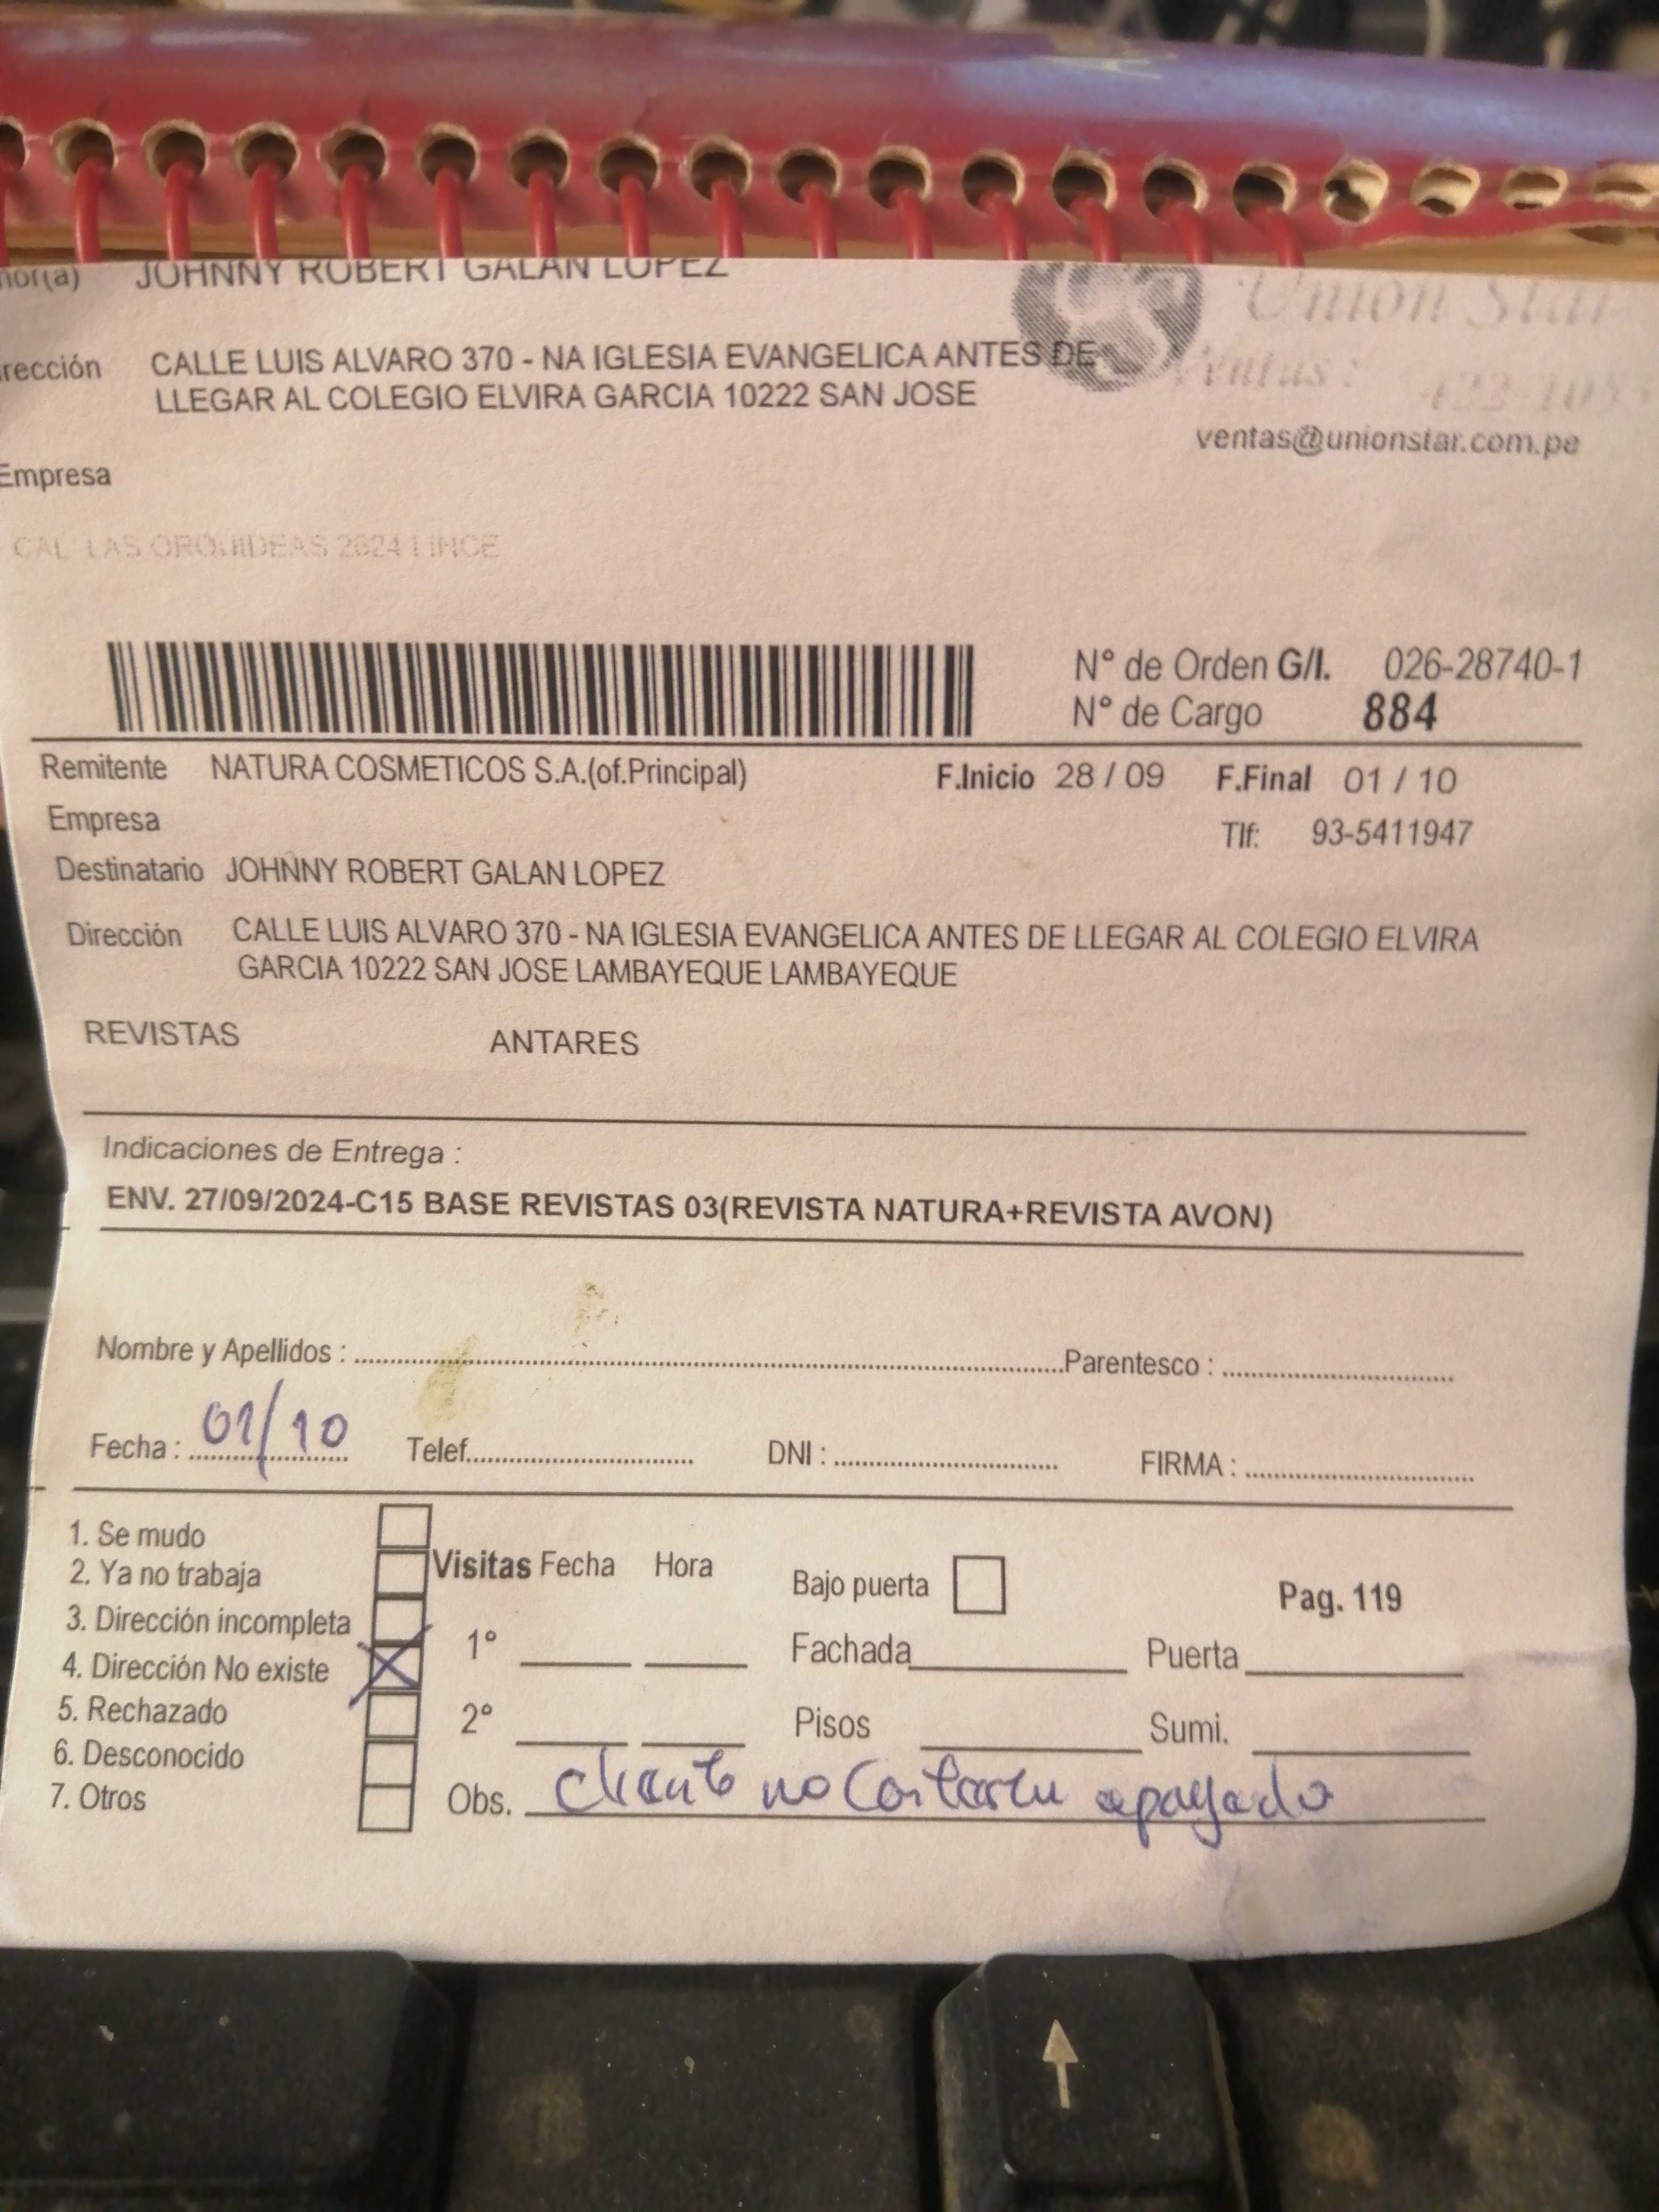 JOHNNY ROBERT GALAN LOPEZ
Union Star
Ventas :
rección CALLE LUIS ALVARO 370 - NA IGLESIA EVANGELICA ANTES DE
LLEGAR AL COLEGIO ELVIRA GARCIA 10222 SAN JOSE
ventas@unionstar.com.pe
Empresa
CAL LAS ORQUIDEAS 2624 LINCE
N° de Orden G/I. 026-28740-1
N° de Cargo 884
Remitente NATURA COSMETICOS S.A.(of.Principal) F.Inicio 28 / 09 F.Final 01 / 10
Empresa Tlf: 93-5411947
Destinatario JOHNNY ROBERT GALAN LOPEZ
Dirección CALLE LUIS ALVARO 370 - NA IGLESIA EVANGELICA ANTES DE LLEGAR AL COLEGIO ELVIRA
GARCIA 10222 SAN JOSE LAMBAYEQUE LAMBAYEQUE
REVISTAS ANTARES
Indicaciones de Entrega :
ENV. 27/09/2024-C15 BASE REVISTAS 03(REVISTA NATURA+REVISTA AVON)
Nombre y Apellidos : Parentesco :
Fecha : 01/10 Telef. DNI : FIRMA :
1. Se mudo
2. Ya no trabaja
3. Dirección incompleta
4. Dirección No existe
5. Rechazado
6. Desconocido
7. Otros
Visitas Fecha Hora
1°
2°
Bajo puerta
Pag. 119
Fachada Puerta
Pisos Sumi.
Obs. cliente no apagado